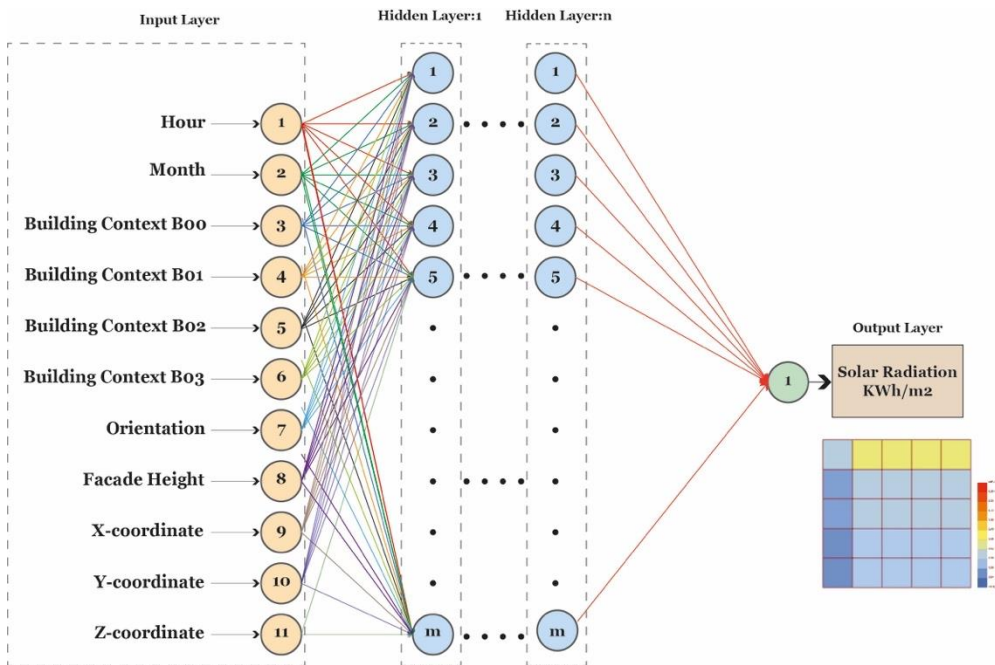 Input Layer
Hidden Layer:1
Hidden Layer:n
Hour 1
Month 2
Building Context B00 3
Building Context B01 4
Building Context B02 5
Building Context B03 6
Orientation 7
Facade Height 8
X-coordinate 9
Y-coordinate 10
Z-coordinate 11
1
2
3
4
5
m
1
2
3
4
5
m
1
Output Layer
Solar Radiation
KWh/m2